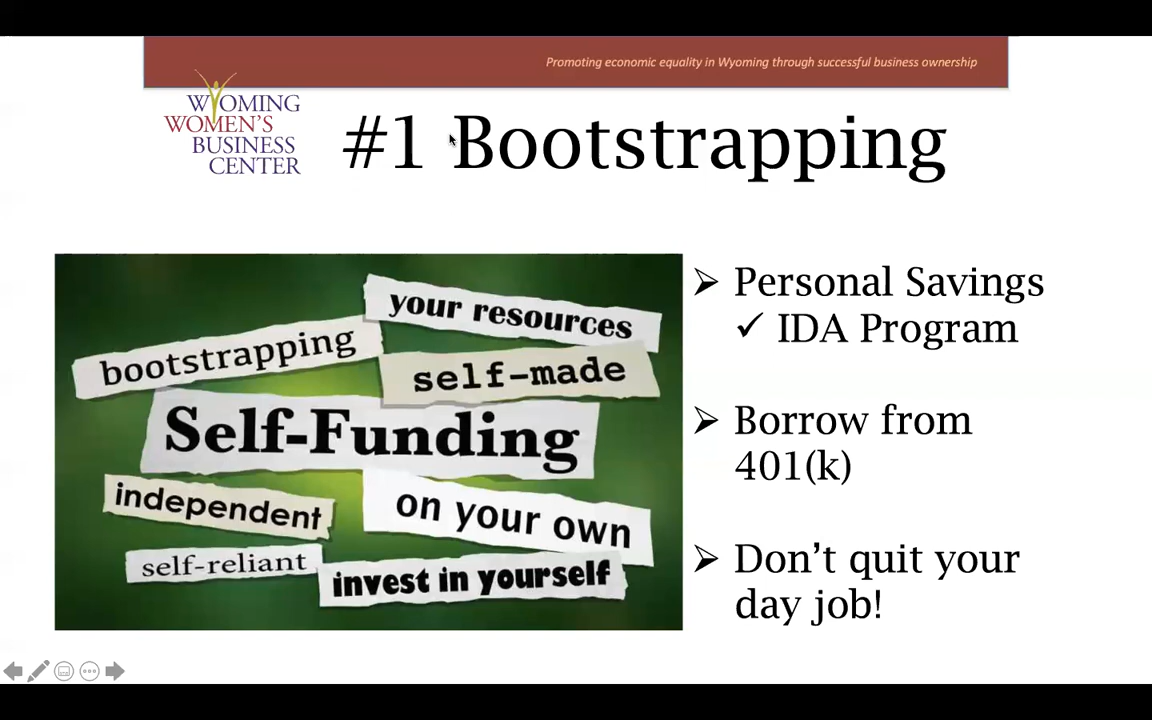 Promoting economic equality in Wyoming through successful business ownership
WYOMING
WOMEN'S
BUSINESS
CENTER
#1 Bootstrapping
your resources
bootstrapping
self-made
Self-Funding
independent
on your own
self-reliant
invest in yourself
➢ Personal Savings
✓ IDA Program
➢ Borrow from
401(k)
➢ Don’t quit your
day job!